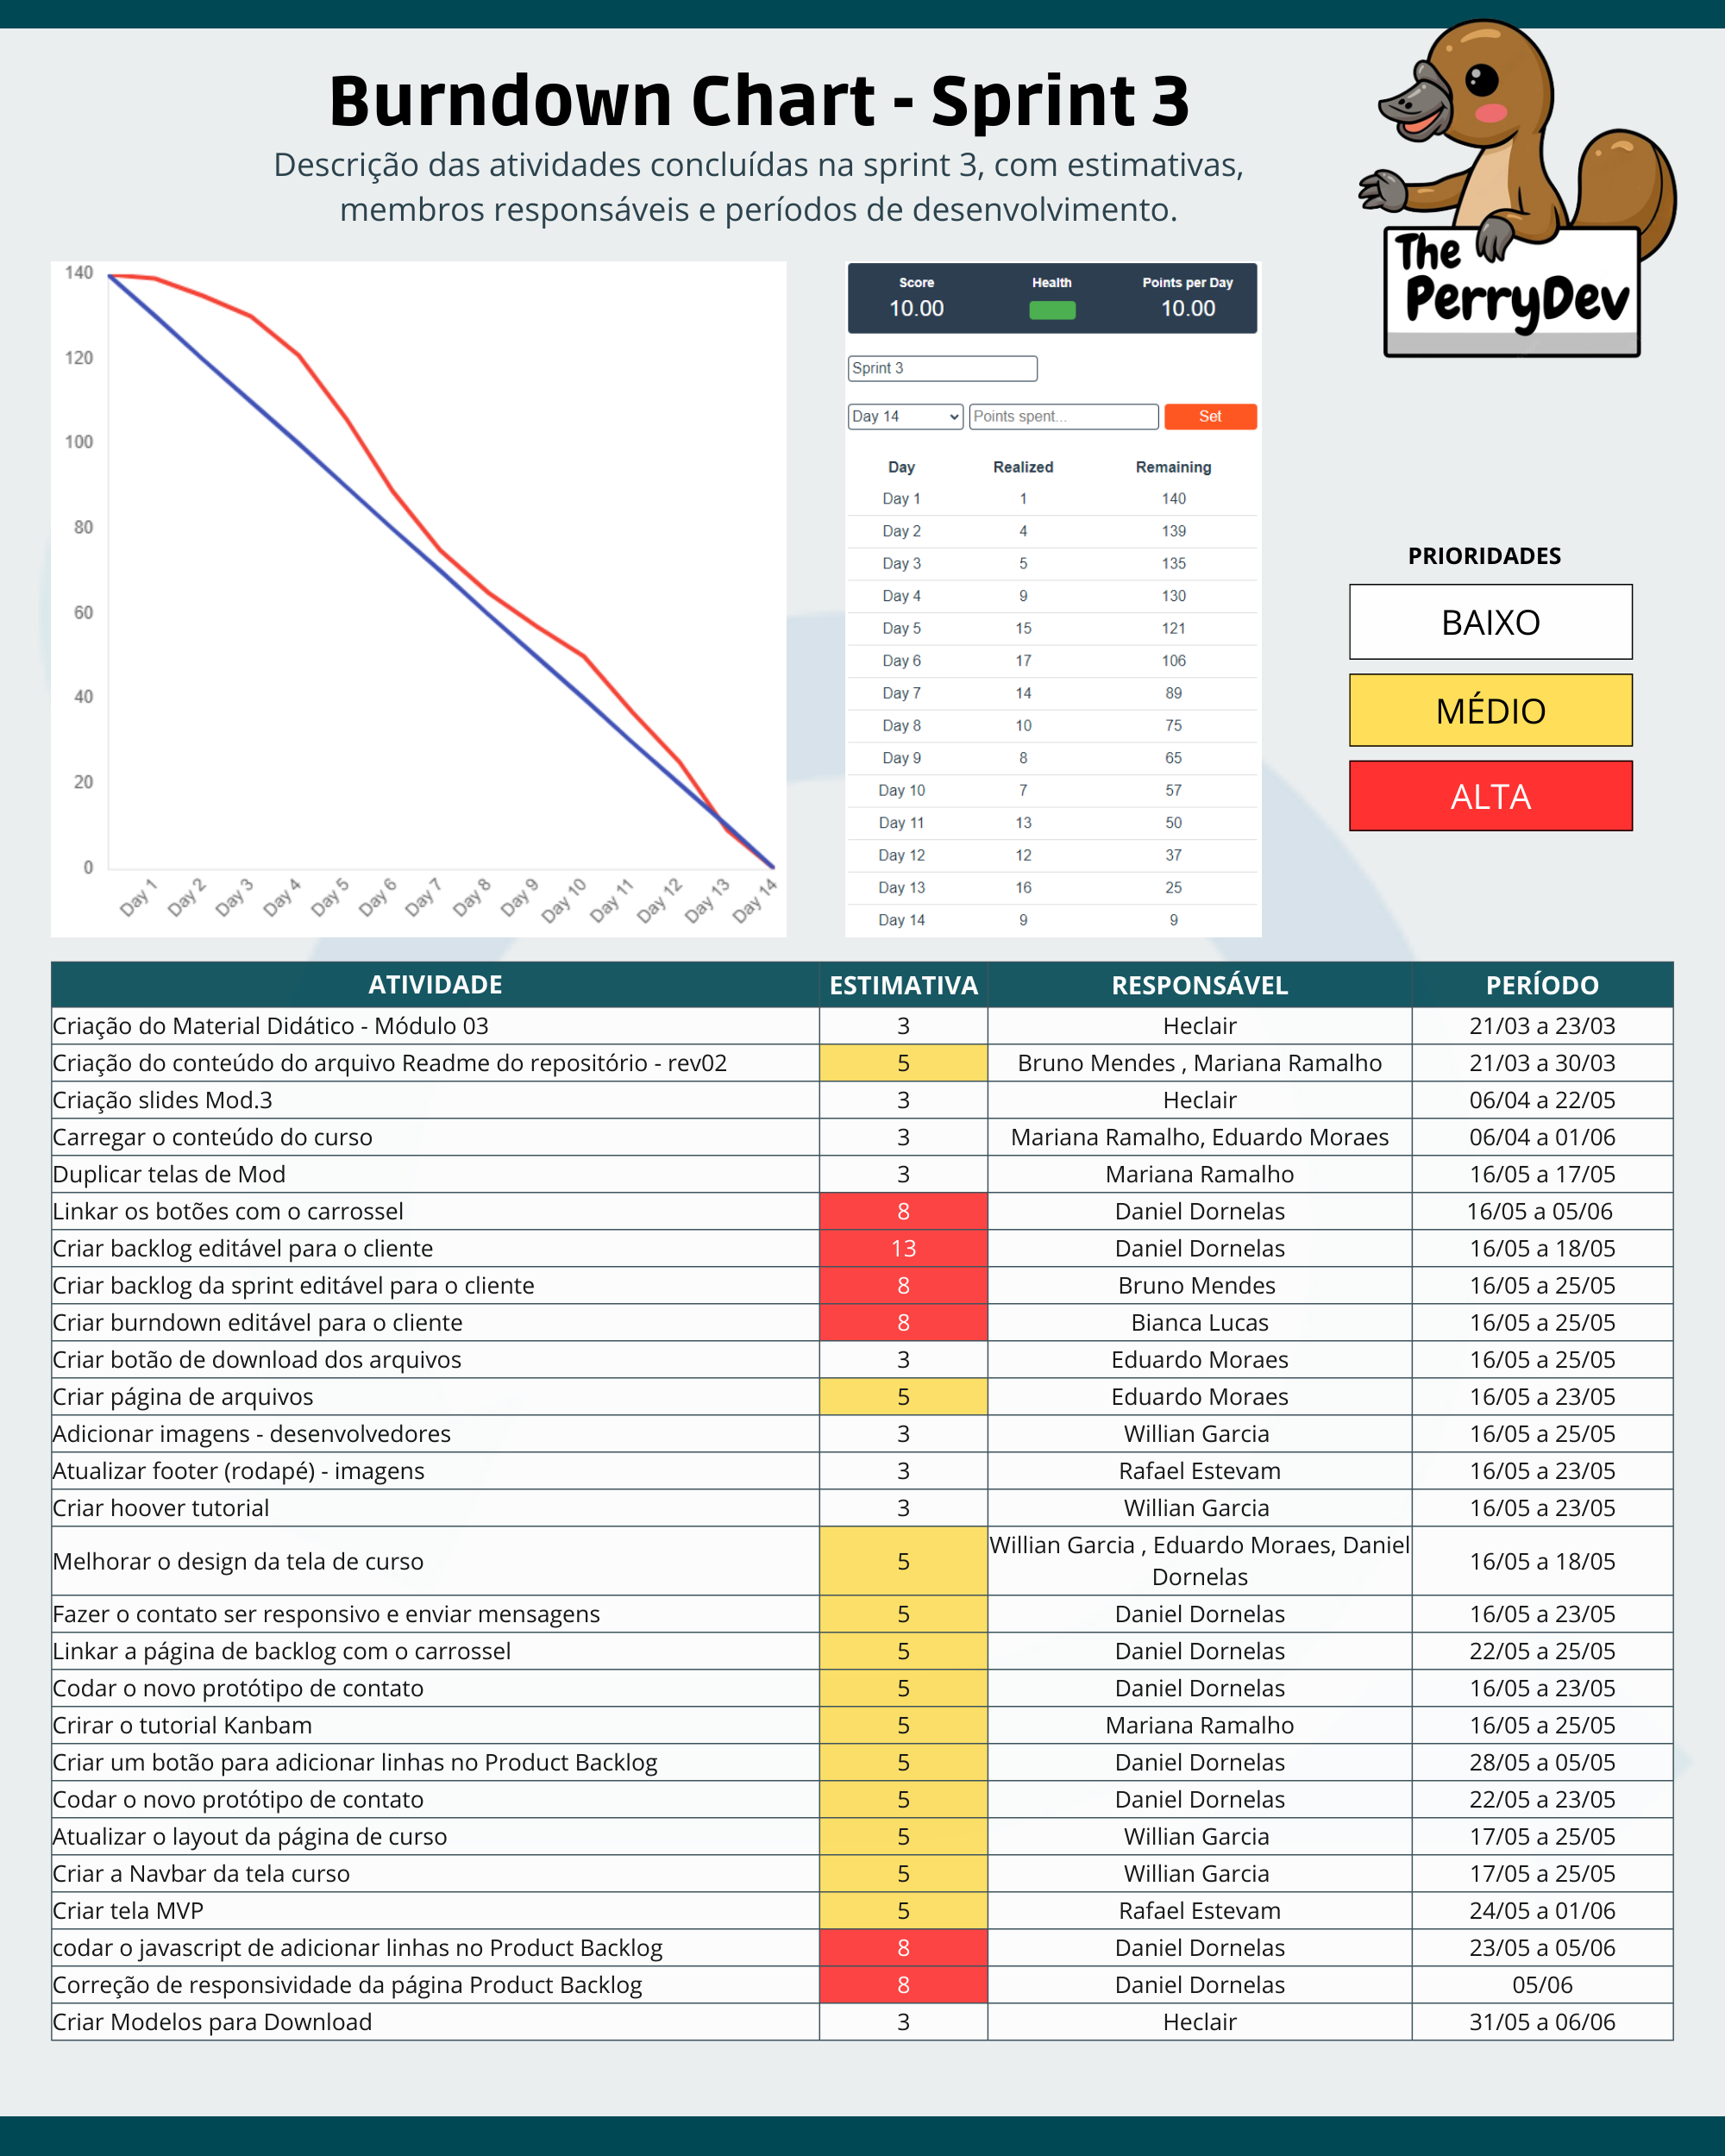 Burndown Chart - Sprint 3
Descrição das atividades concluídas na sprint 3, com estimativas,
membros responsáveis e períodos de desenvolvimento.
The
PerryDev
140
120
100
80
60
40
20
0
Day 1 Day 2 Day 3 Day 4 Day 5 Day 6 Day 7 Day 8 Day 9 Day 10 Day 11 Day 12 Day 13 Day 14
Score Health Points per Day
10.00 10.00
Sprint 3
Day 14 Points spent... Set
Day Realized Remaining
Day 1 1 140
Day 2 4 139
Day 3 5 135
Day 4 9 130
Day 5 15 121
Day 6 17 106
Day 7 14 89
Day 8 10 75
Day 9 8 65
Day 10 7 57
Day 11 13 50
Day 12 12 37
Day 13 16 25
Day 14 9 9
PRIORIDADES
BAIXO
MÉDIO
ALTA
ATIVIDADE ESTIMATIVA RESPONSÁVEL PERÍODO
Criação do Material Didático - Módulo 03 3 Heclair 21/03 a 23/03
Criação do conteúdo do arquivo Readme do repositório - rev02 5 Bruno Mendes , Mariana Ramalho 21/03 a 30/03
Criação slides Mod.3 3 Heclair 06/04 a 22/05
Carregar o conteúdo do curso 3 Mariana Ramalho, Eduardo Moraes 06/04 a 01/06
Duplicar telas de Mod 3 Mariana Ramalho 16/05 a 17/05
Linkar os botões com o carrossel 8 Daniel Dornelas 16/05 a 05/06
Criar backlog editável para o cliente 13 Daniel Dornelas 16/05 a 18/05
Criar backlog da sprint editável para o cliente 8 Bruno Mendes 16/05 a 25/05
Criar burndown editável para o cliente 8 Bianca Lucas 16/05 a 25/05
Criar botão de download dos arquivos 3 Eduardo Moraes 16/05 a 25/05
Criar página de arquivos 5 Eduardo Moraes 16/05 a 23/05
Adicionar imagens - desenvolvedores 3 Willian Garcia 16/05 a 25/05
Atualizar footer (rodapé) - imagens 3 Rafael Estevam 16/05 a 23/05
Criar hoover tutorial 3 Willian Garcia 16/05 a 23/05
Melhorar o design da tela de curso 5 Willian Garcia , Eduardo Moraes, Daniel
Dornelas 16/05 a 18/05
Fazer o contato ser responsivo e enviar mensagens 5 Daniel Dornelas 16/05 a 23/05
Linkar a página de backlog com o carrossel 5 Daniel Dornelas 22/05 a 25/05
Codar o novo protótipo de contato 5 Daniel Dornelas 16/05 a 23/05
Crirar o tutorial Kanbam 5 Mariana Ramalho 16/05 a 25/05
Criar um botão para adicionar linhas no Product Backlog 5 Daniel Dornelas 28/05 a 05/05
Codar o novo protótipo de contato 5 Daniel Dornelas 22/05 a 23/05
Atualizar o layout da página de curso 5 Willian Garcia 17/05 a 25/05
Criar a Navbar da tela curso 5 Willian Garcia 17/05 a 25/05
Criar tela MVP 5 Rafael Estevam 24/05 a 01/06
codar o javascript de adicionar linhas no Product Backlog 8 Daniel Dornelas 23/05 a 05/06
Correção de responsividade da página Product Backlog 8 Daniel Dornelas 05/06
Criar Modelos para Download 3 Heclair 31/05 a 06/06